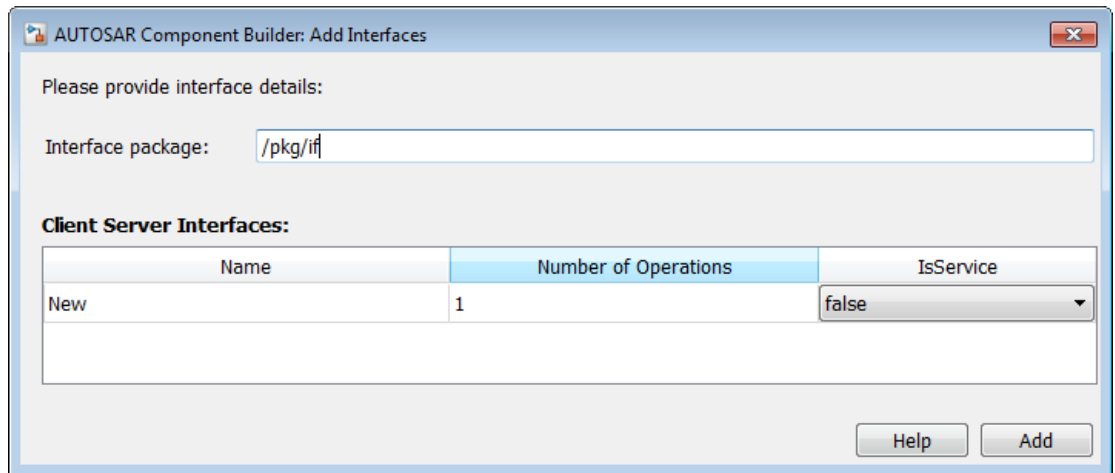 AUTOSAR Component Builder: Add Interfaces
Please provide interface details:
Interface package: /pkg/if
Client Server Interfaces:
Name Number of Operations IsService
New 1 false
Help Add